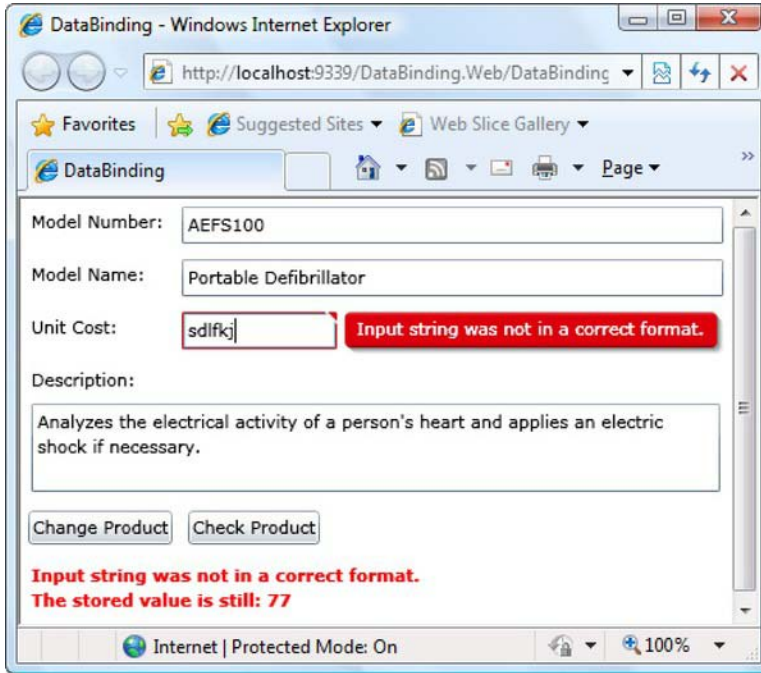 DataBinding - Windows Internet Explorer
http://localhost:9339/DataBinding.Web/DataBinding
Favorites Suggested Sites Web Slice Gallery
DataBinding Page
Model Number: AEFS100
Model Name: Portable Defibrillator
Unit Cost: sdlfkj Input string was not in a correct format.
Description:
Analyzes the electrical activity of a person's heart and applies an electric
shock if necessary.
Change Product Check Product
Input string was not in a correct format.
The stored value is still: 77
Internet | Protected Mode: On 100%